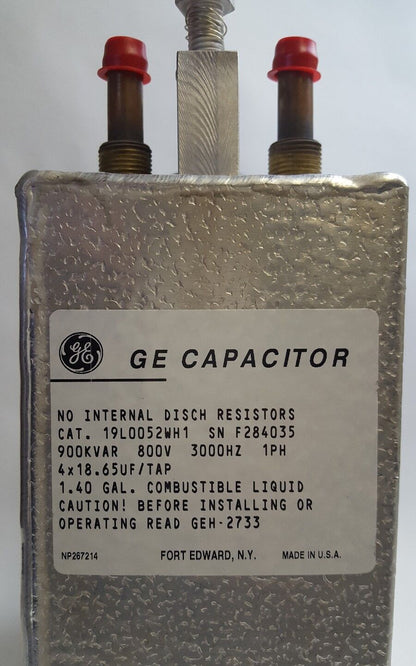 GE GE CAPACITOR
NO INTERNAL DISCH RESISTORS
CAT. 19L0052WH1 SN F284035
900KVAR 800V 3000HZ 1PH
4x18.65UF/TAP
1.40 GAL. COMBUSTIBLE LIQUID
CAUTION! BEFORE INSTALLING OR
OPERATING READ GEH-2733
NP267214 FORT EDWARD, N.Y. MADE IN U.S.A.